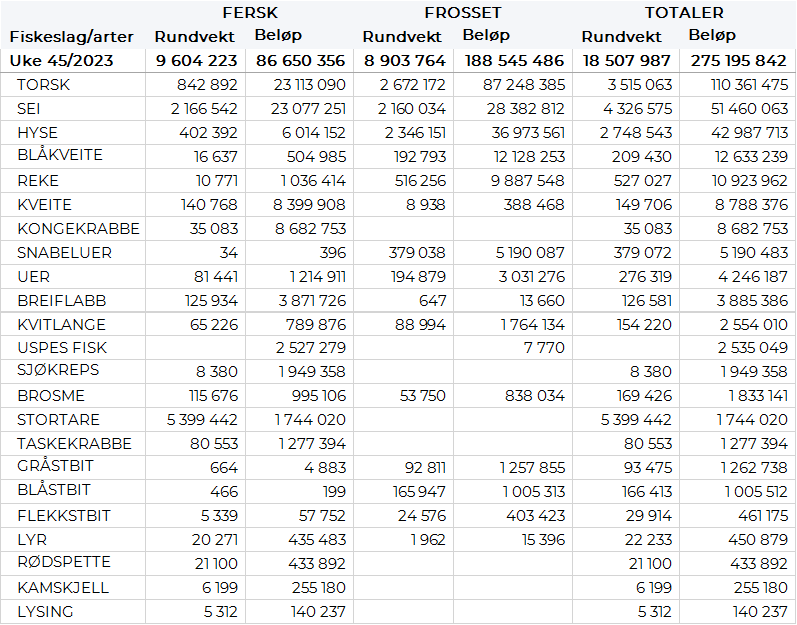 FERSK FROSSET TOTALER
Fiskeslag/arter Rundvekt Beløp Rundvekt Beløp Rundvekt Beløp
Uke 45/2023 9 604 223 86 650 356 8 903 764 188 545 486 18 507 987 275 195 842
TORSK 842 892 23 113 090 2 672 172 87 248 385 3 515 063 110 361 475
SEI 2 166 542 23 077 251 2 160 034 28 382 812 4 326 575 51 460 063
HYSE 402 392 6 014 152 2 346 151 36 973 561 2 748 543 42 987 713
BLÅKVEITE 16 637 504 985 192 793 12 128 253 209 430 12 633 239
REKE 10 771 1 036 414 516 256 9 887 548 527 027 10 923 962
KVEITE 140 768 8 399 908 8 938 388 468 149 706 8 788 376
KONGEKRABBE 35 083 8 682 753 35 083 8 682 753
SNABELUER 34 396 379 038 5 190 087 379 072 5 190 483
UER 81 441 1 214 911 194 879 3 031 276 276 319 4 246 187
BREIFLABB 125 934 3 871 726 647 13 660 126 581 3 885 386
KVITLANGE 65 226 789 876 88 994 1 764 134 154 220 2 554 010
USPES FISK 2 527 279 7 770 2 535 049
SJØKREPS 8 380 1 949 358 8 380 1 949 358
BROSME 115 676 995 106 53 750 838 034 169 426 1 833 141
STORTARE 5 399 442 1 744 020 5 399 442 1 744 020
TASKEKRABBE 80 553 1 277 394 80 553 1 277 394
GRÅSTBIT 664 4 883 92 811 1 257 855 93 475 1 262 738
BLÅSTBIT 466 199 165 947 1 005 313 166 413 1 005 512
FLEKKSTBIT 5 339 57 752 24 576 403 423 29 914 461 175
LYR 20 271 435 483 1 962 15 396 22 233 450 879
RØDSPETTE 21 100 433 892 21 100 433 892
KAMSKJELL 6 199 255 180 6 199 255 180
LYSING 5 312 140 237 5 312 140 237